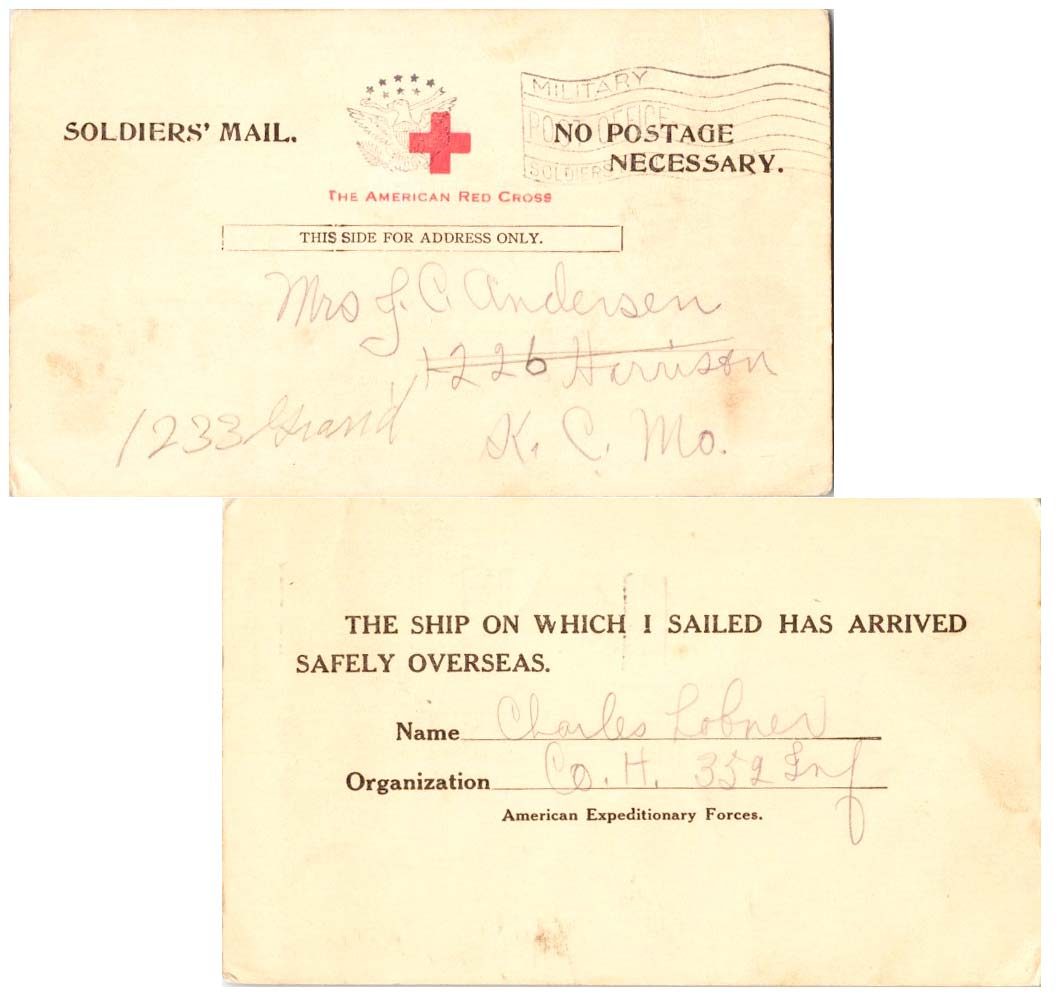 SOLDIERS' MAIL.
MILITARY
POST OFFICE
SOLDIERS
NO POSTAGE
NECESSARY.
THE AMERICAN RED CROSS
THIS SIDE FOR ADDRESS ONLY.
Mrs J. C. Andersen
1226 Harrison
1233 Grand
K. C. Mo.
THE SHIP ON WHICH I SAILED HAS ARRIVED
SAFELY OVERSEAS.
Name Charles Lobner
Organization Co. H. 352 Inf
American Expeditionary Forces.